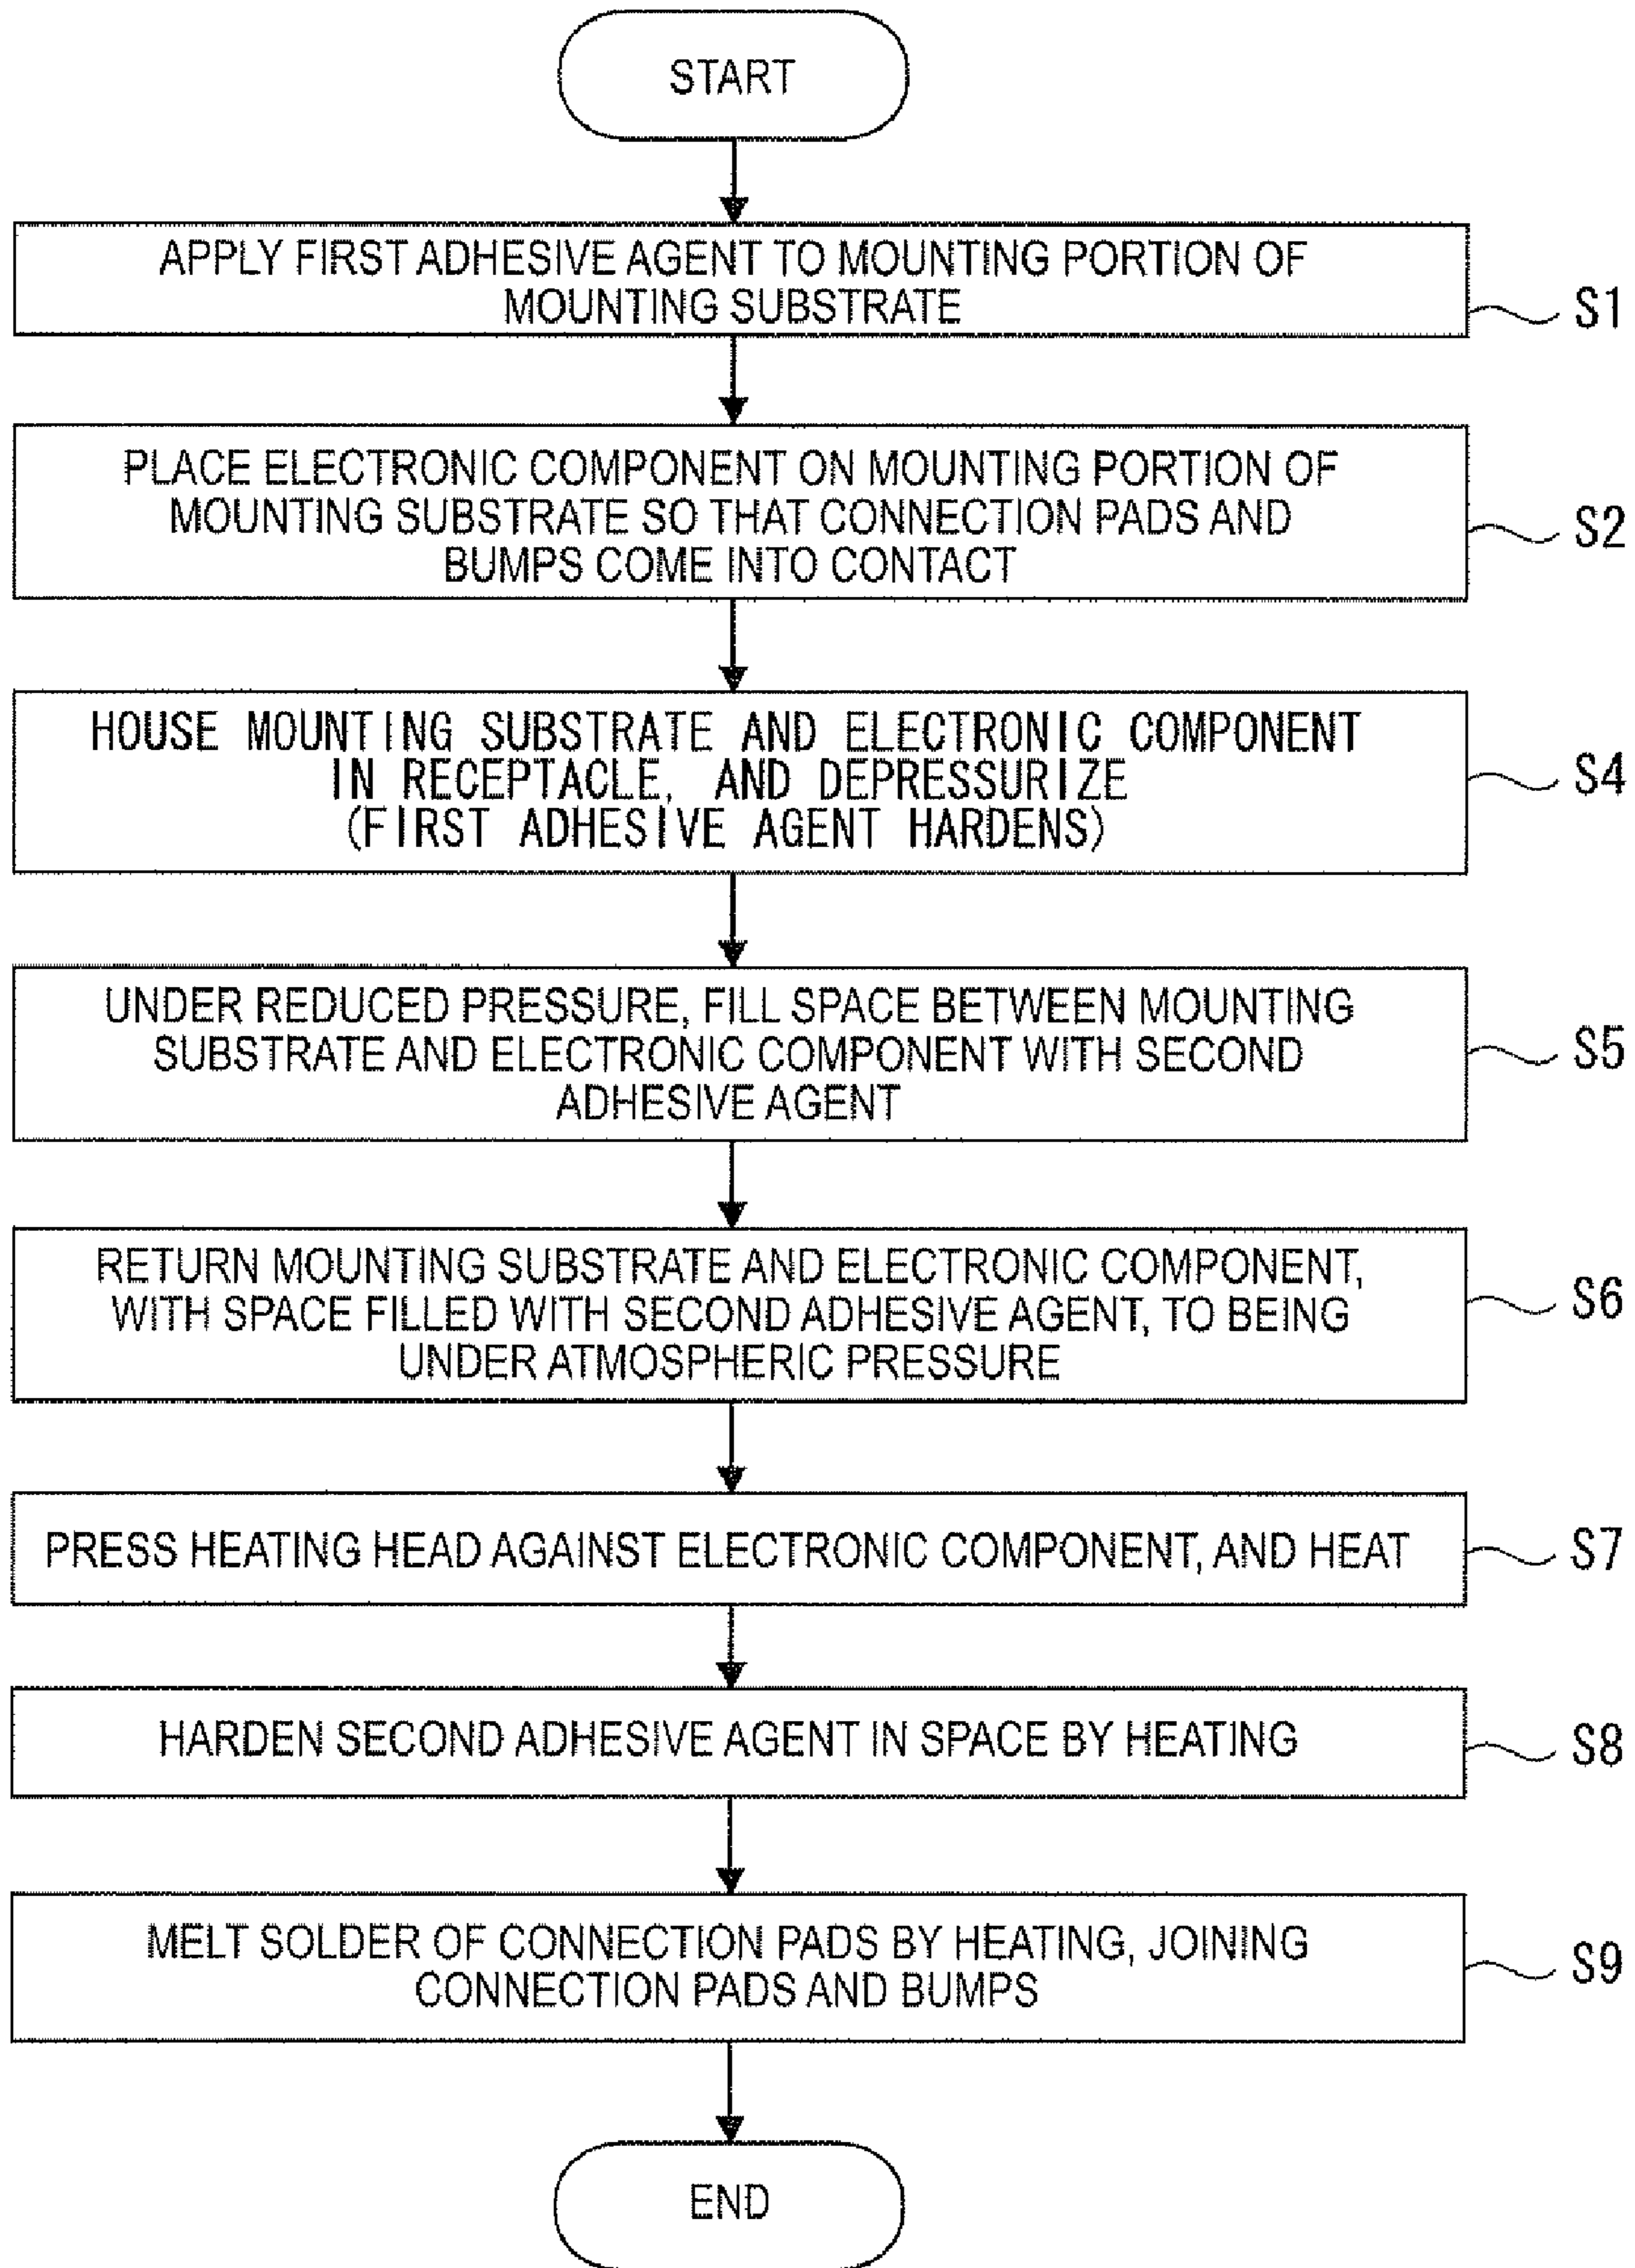 START
APPLY FIRST ADHESIVE AGENT TO MOUNTING PORTION OF
MOUNTING SUBSTRATE
S1
PLACE ELECTRONIC COMPONENT ON MOUNTING PORTION OF
MOUNTING SUBSTRATE SO THAT CONNECTION PADS AND
BUMPS COME INTO CONTACT
S2
HOUSE MOUNTING SUBSTRATE AND ELECTRONIC COMPONENT
IN RECEPTACLE, AND DEPRESSURIZE
(FIRST ADHESIVE AGENT HARDENS)
S4
UNDER REDUCED PRESSURE, FILL SPACE BETWEEN MOUNTING
SUBSTRATE AND ELECTRONIC COMPONENT WITH SECOND
ADHESIVE AGENT
S5
RETURN MOUNTING SUBSTRATE AND ELECTRONIC COMPONENT,
WITH SPACE FILLED WITH SECOND ADHESIVE AGENT, TO BEING
UNDER ATMOSPHERIC PRESSURE
S6
PRESS HEATING HEAD AGAINST ELECTRONIC COMPONENT, AND HEAT
S7
HARDEN SECOND ADHESIVE AGENT IN SPACE BY HEATING
S8
MELT SOLDER OF CONNECTION PADS BY HEATING, JOINING
CONNECTION PADS AND BUMPS
S9
END